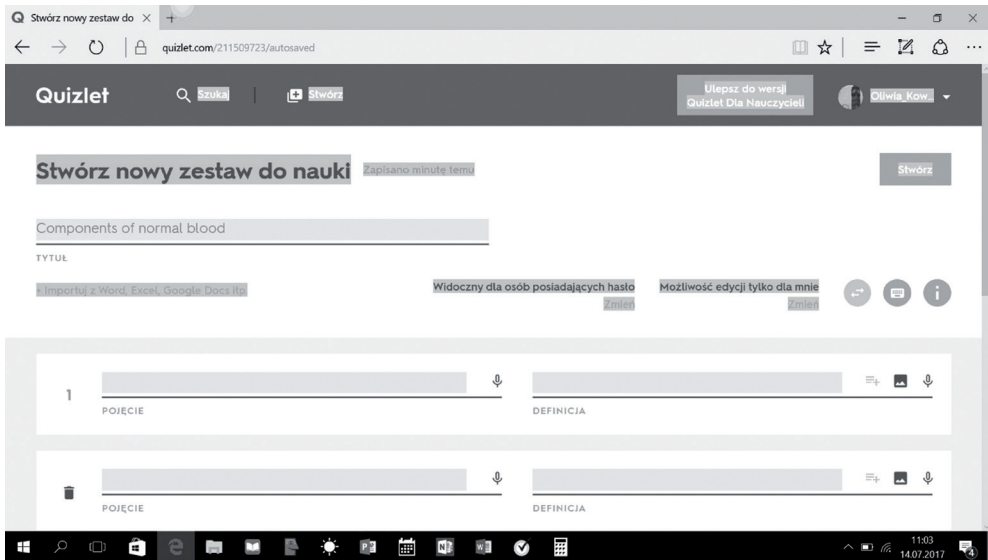 Stwórz nowy zestaw do
quizlet.com/211509723/autosaved
Quizlet
Szukaj
Stwórz
Ulepsz do wersji
Quizlet Dla Nauczycieli
Oliwia_Kow...
Stwórz nowy zestaw do nauki
Zapisano minutę temu
Stwórz
Components of normal blood
TYTUŁ
+ Importuj z Word, Excel, Google Docs itp.
Widoczny dla osób posiadających hasło
Zmień
Możliwość edycji tylko dla mnie
Zmień
1
POJĘCIE
DEFINICJA
POJĘCIE
DEFINICJA
11:03
14.07.2017
4